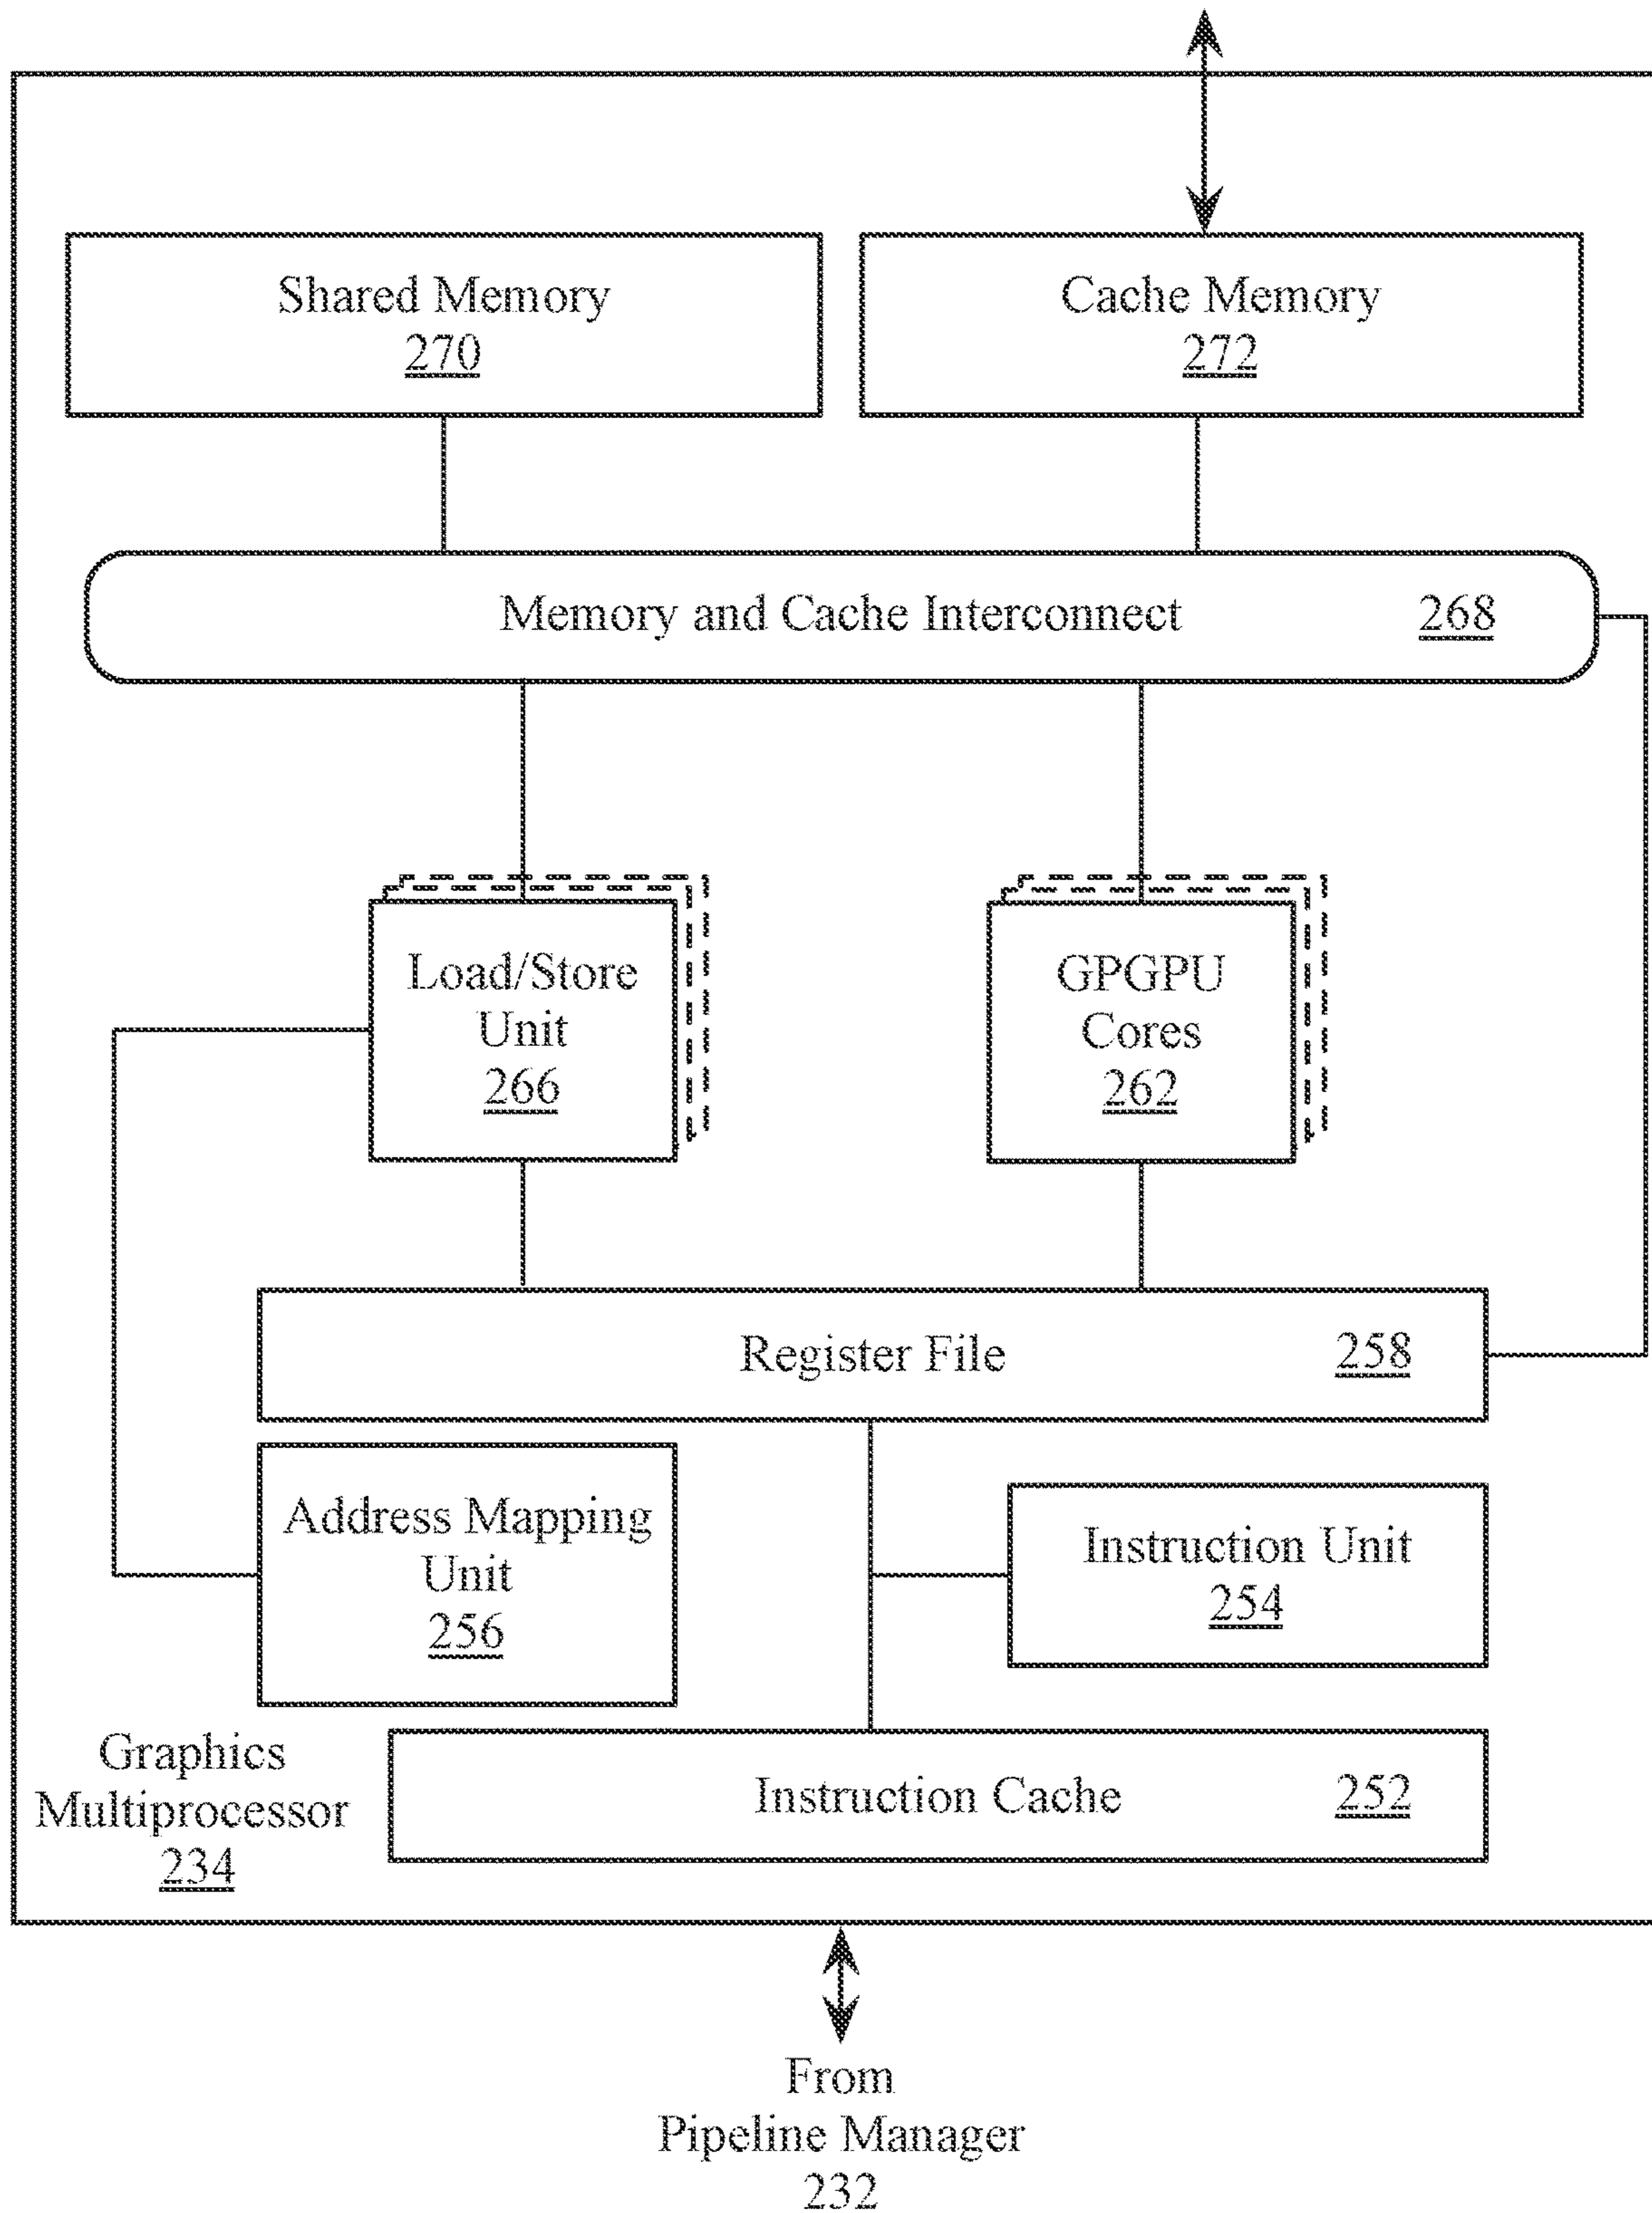 Shared Memory
270
Cache Memory
272
Memory and Cache Interconnect 268
Load/Store
Unit
266
GPGPU
Cores
262
Register File 258
Address Mapping
Unit
256
Instruction Unit
254
Graphics
Multiprocessor
234
Instruction Cache 252
From
Pipeline Manager
232